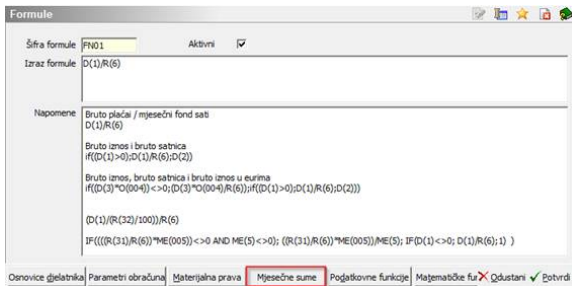 Formule
Šifra formule FN01 Aktivni
Izraz formule D(1)/R(6)
Napomene Bruto plaćai / mjesečni fond sati
D(1)/R(6)
Bruto iznos i bruto satnica
if((D(1)>0);D(1)/R(6);D(2))
Bruto iznos, bruto satnica i bruto iznos u eurima
if((D(3)*O(004))<>0;(D(3)*O(004)/R(6));if((D(1)>0);D(1)/R(6);D(2)))
(D(1)/(R(32)/100))/R(6)
IF((((R(31)/R(6))*ME(005))<>0 AND ME(5)<>0); ((R(31)/R(6))*ME(005))/ME(5); IF(D(1)<>0; D(1)/R(6);1) )
Osnovice djelatnika Parametri obračuna Materijalna prava Mjesečne sume Podatkovne funkcije Matematičke fur Odustani Potvrdi